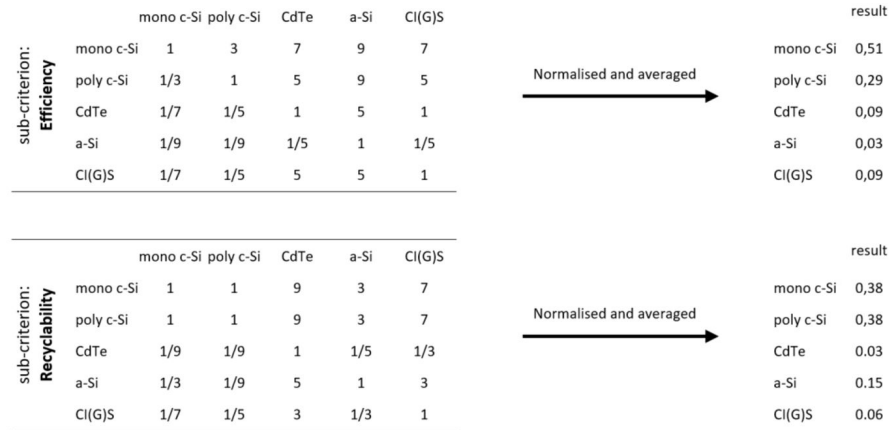 result
mono c-Si poly c-Si CdTe a-Si CI(G)S
mono c-Si 1 3 7 9 7 mono c-Si 0,51
poly c-Si 1/3 1 5 9 5 Normalised and averaged poly c-Si 0,29
CdTe 1/7 1/5 1 5 1 CdTe 0,09
a-Si 1/9 1/9 1/5 1 1/5 a-Si 0,03
CI(G)S 1/7 1/5 5 5 1 CI(G)S 0,09
sub-criterion:
Efficiency
result
mono c-Si poly c-Si CdTe a-Si CI(G)S
mono c-Si 1 1 9 3 7 mono c-Si 0,38
poly c-Si 1 1 9 3 7 Normalised and averaged poly c-Si 0,38
CdTe 1/9 1/9 1 1/5 1/3 CdTe 0.03
a-Si 1/3 1/9 5 1 3 a-Si 0.15
CI(G)S 1/7 1/5 3 1/3 1 CI(G)S 0.06
sub-criterion:
Recyclability